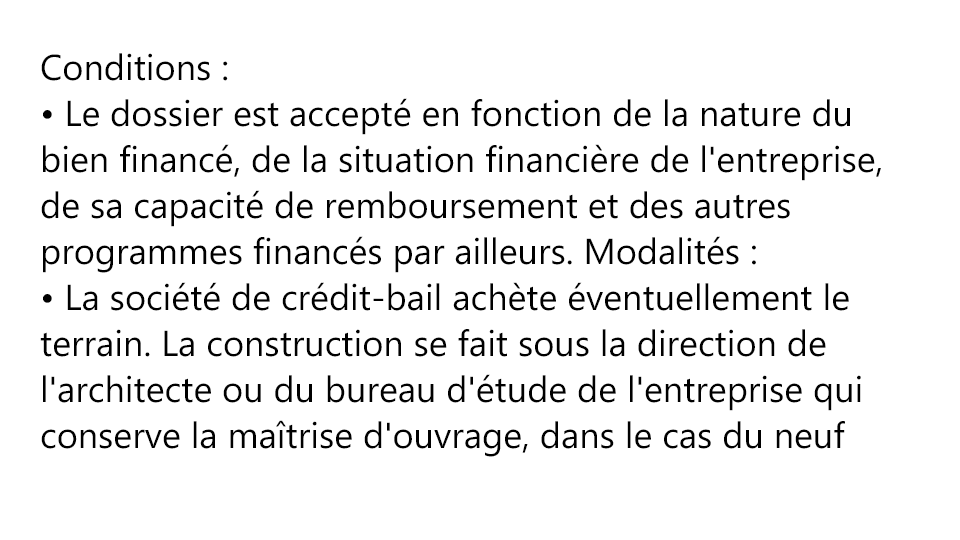 Conditions :
• Le dossier est accepté en fonction de la nature du
bien financé, de la situation financière de l'entreprise,
de sa capacité de remboursement et des autres
programmes financés par ailleurs. Modalités :
• La société de crédit-bail achète éventuellement le
terrain. La construction se fait sous la direction de
l'architecte ou du bureau d'étude de l'entreprise qui
conserve la maîtrise d'ouvrage, dans le cas du neuf